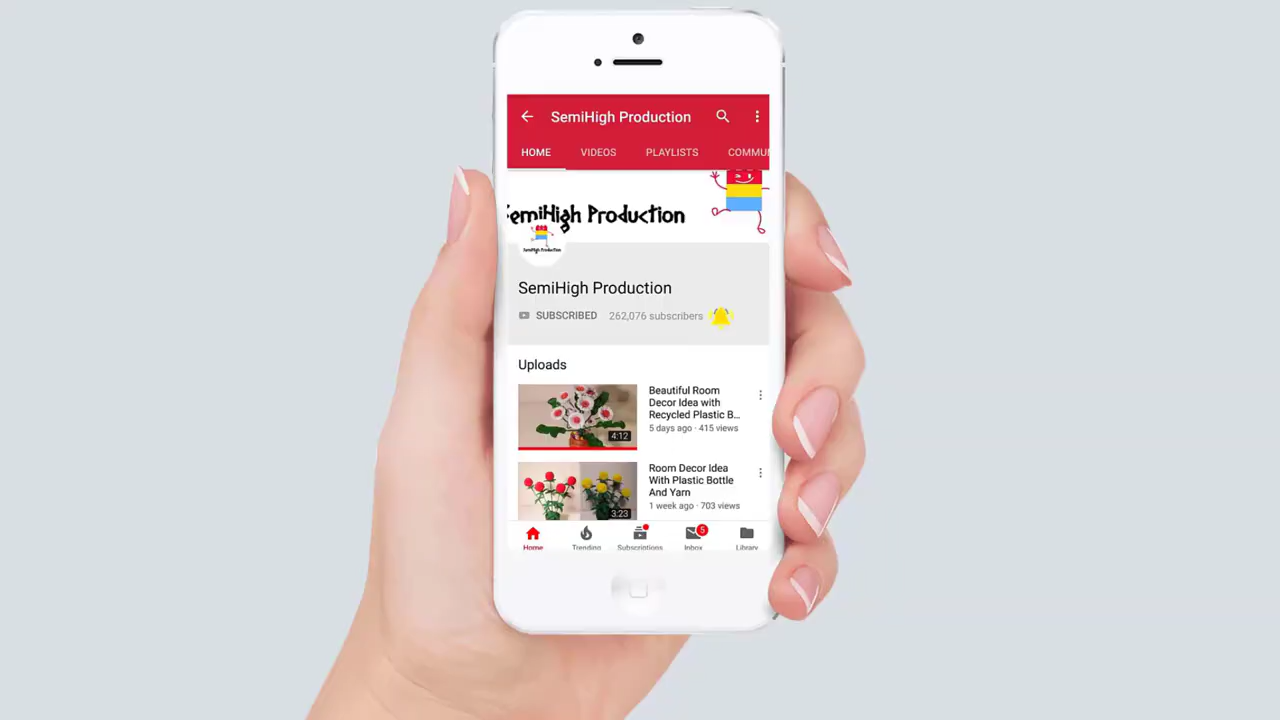 SemiHigh Production
HOME VIDEOS PLAYLISTS COMMU
SemiHigh Production
SemiHigh Production
SemiHigh Production
SUBSCRIBED 262,076 subscribers
Uploads
Beautiful Room
Decor Idea with
Recycled Plastic B...
5 days ago · 415 views
4:12
Room Decor Idea
With Plastic Bottle
And Yarn
1 week ago · 703 views
3:23
5
Home Trending Subscriptions Inbox Library